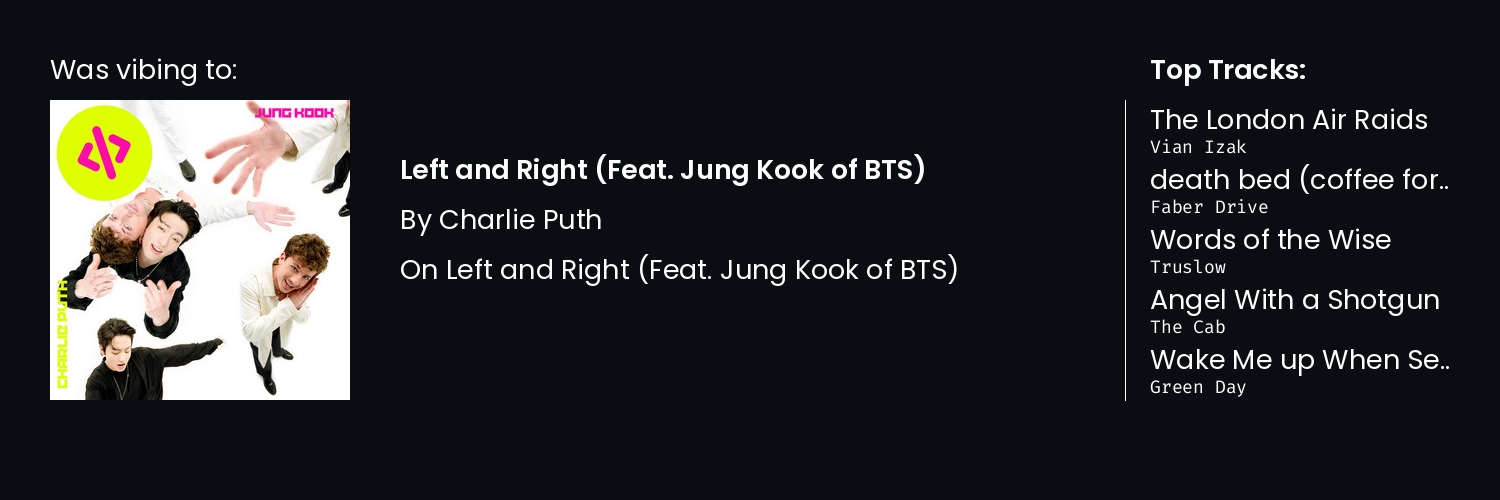 Was vibing to:
JUNG KOOK
CHARLIE PUTH
Left and Right (Feat. Jung Kook of BTS)
By Charlie Puth
On Left and Right (Feat. Jung Kook of BTS)
Top Tracks:
The London Air Raids
Vian Izak
death bed (coffee for..
Faber Drive
Words of the Wise
Truslow
Angel With a Shotgun
The Cab
Wake Me up When Se..
Green Day